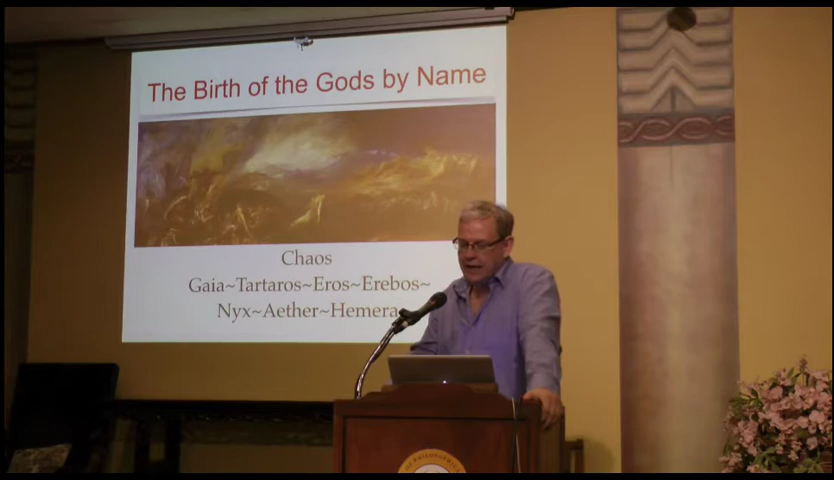 The Birth of the Gods by Name
Chaos
Gaia~Tartaros~Eros~Erebos~
Nyx~Aether~Hemera